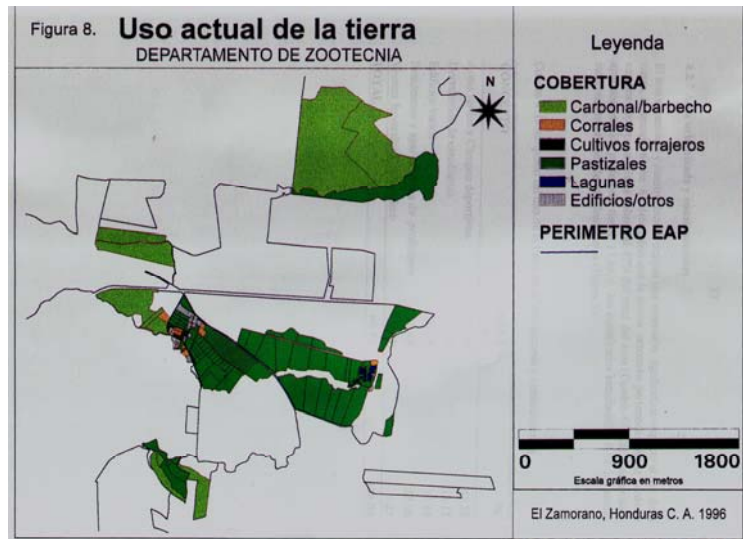 Figura 8. Uso actual de la tierra
DEPARTAMENTO DE ZOOTECNIA
N
Leyenda
COBERTURA
Carbonal/barbecho
Corrales
Cultivos forrajeros
Pastizales
Lagunas
Edificios/otros
PERIMETRO EAP
0 900 1800
Escala gráfica en metros
El Zamorano, Honduras C. A. 1996